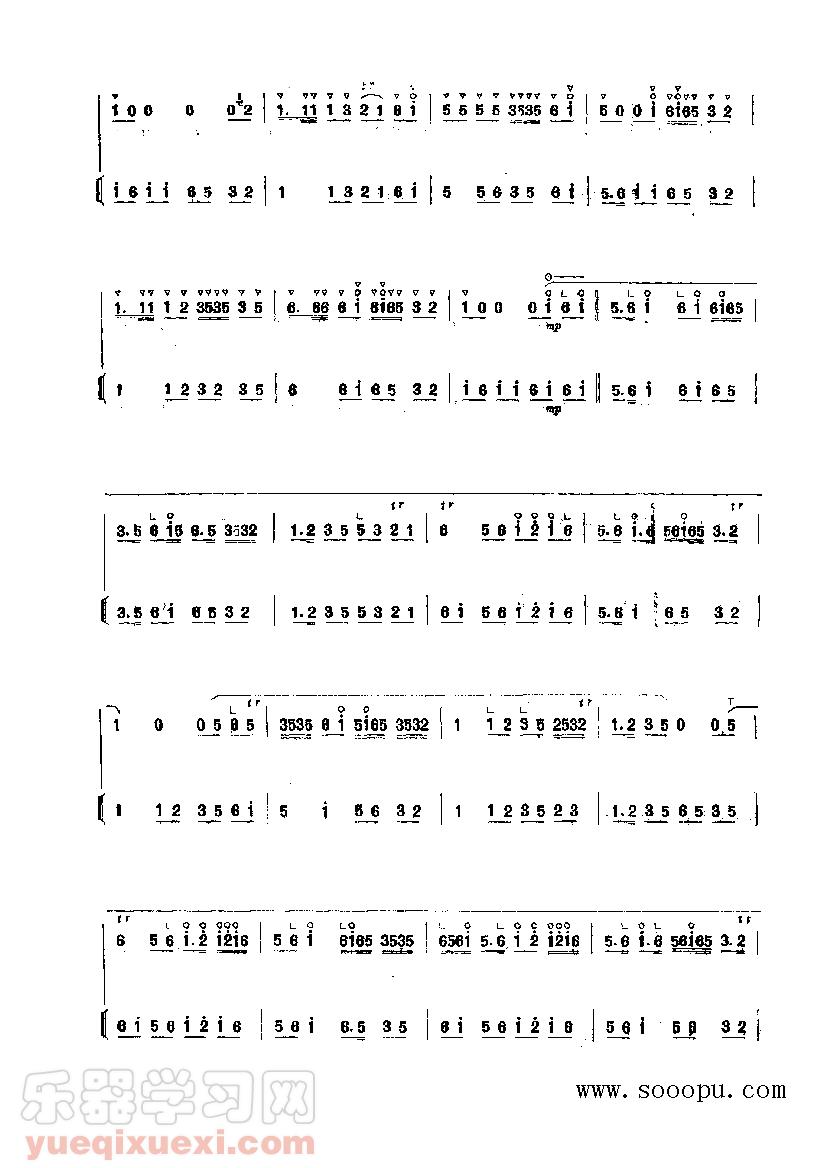 1 0 0 0 0 2 | 1. 11 1 3 2 1 6 i | 5 5 5 5 3535 6 i | 5 0 0 i 6i65 3 2 |
i 6 i i 6 5 3 2 | 1 1 3 2 1 6 i | 5 5 6 3 5 6 i | 5. 6 i i 6 5 3 2 |
1. 11 1 2 3535 3 5 | 6. 66 6 i 6i65 3 2 | 1 0 0 0 i 6 i || 5. 6 i 6 i 6i65 |
mp
1 1 2 3 2 3 5 | 6 6 i 6 5 3 2 | i 6 i i 6 i 6 i || 5. 6 i 6 i 6 5 |
mp
tr tr tr
3. 5 6 i5 6. 5 3532 | 1. 2 3 5 5 3 2 1 | 6 5 6 i 2 i 6 | 5. 6 i. 6 56i65 3. 2
3. 5 6 i 6 5 3 2 | 1. 2 3 5 5 3 2 1 | 6 i 5 6 i 2 i 6 | 5. 6 i 6 5 3 2 |
tr tr T
1 0 0 5 6 5 | 3535 6 i 5i65 3532 | 1 1 2 3 5 2532 | 1. 2 3 5 0 0. 5 |
1 1 2 3 5 6 i | 5 i 5 6 3 2 | 1 1 2 3 5 2 3 | 1. 2 3 5 6 5 3 5 |
tr tr
6 5 6 i. 2 i2i6 | 5 6 i 6i65 3535 | 656i 5. 6 i 2 i2i6 | 5. 6 i. 6 56i65 3. 2 |
6 i 5 6 i 2 i 6 | 5 6 i 6. 5 3 5 | 6 i 5 6 i 2 i 6 | 5 6 i 5 6 3 2 |
乐器学习网
www.sooopu.com
yueqixuexi.com